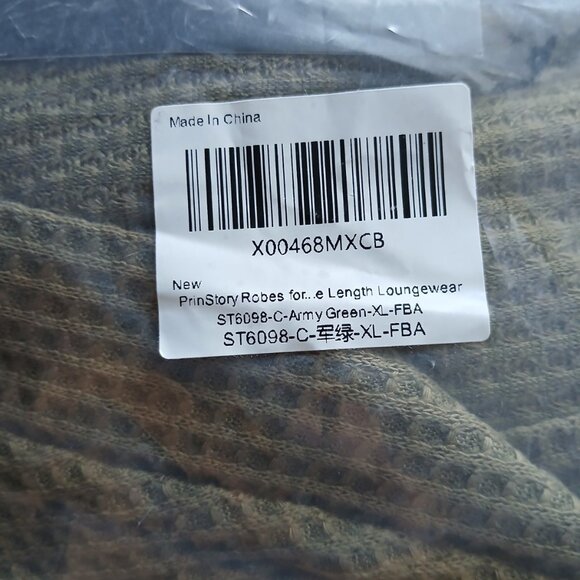 Made In China
X00468MXCB
New
PrinStory Robes for...e Length Loungewear
ST6098-C-Army Green-XL-FBA
ST6098-C-军绿-XL-FBA